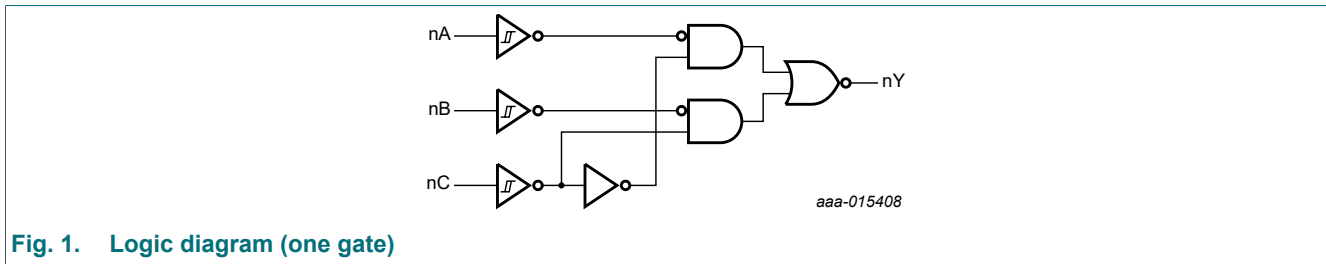 nA
nB
nC
nY
aaa-015408
Fig. 1. Logic diagram (one gate)